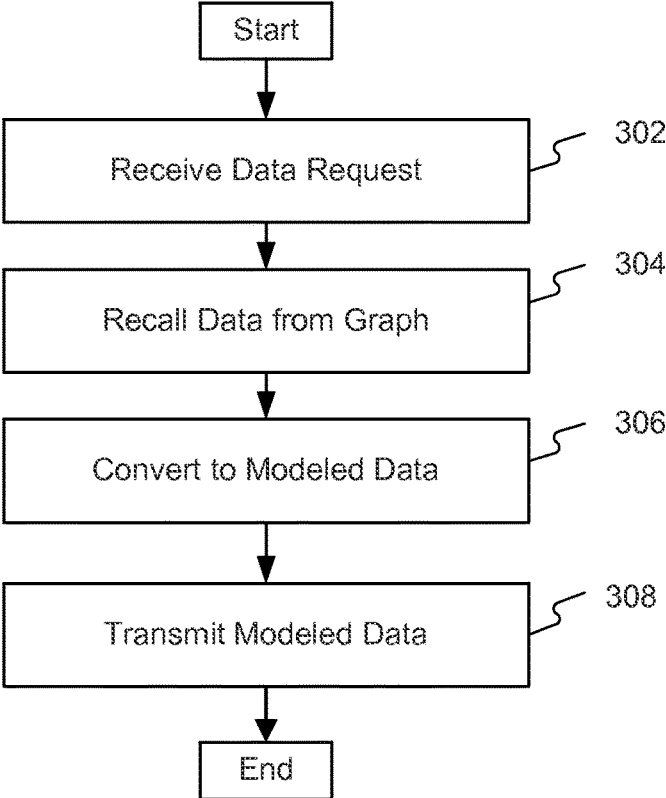 Start
302
Receive Data Request
304
Recall Data from Graph
306
Convert to Modeled Data
308
Transmit Modeled Data
End